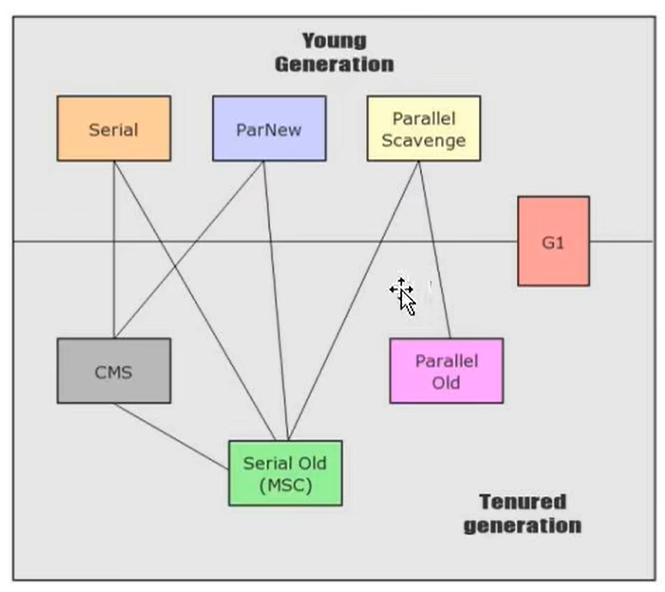 Young
Generation
Serial
ParNew
Parallel
Scavenge
G1
CMS
Parallel
Old
Serial Old
(MSC)
Tenured
generation